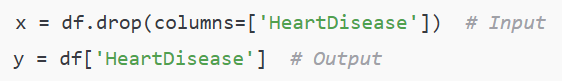 x = df.drop(columns=['HeartDisease'])  # Input
y = df['HeartDisease']  # Output